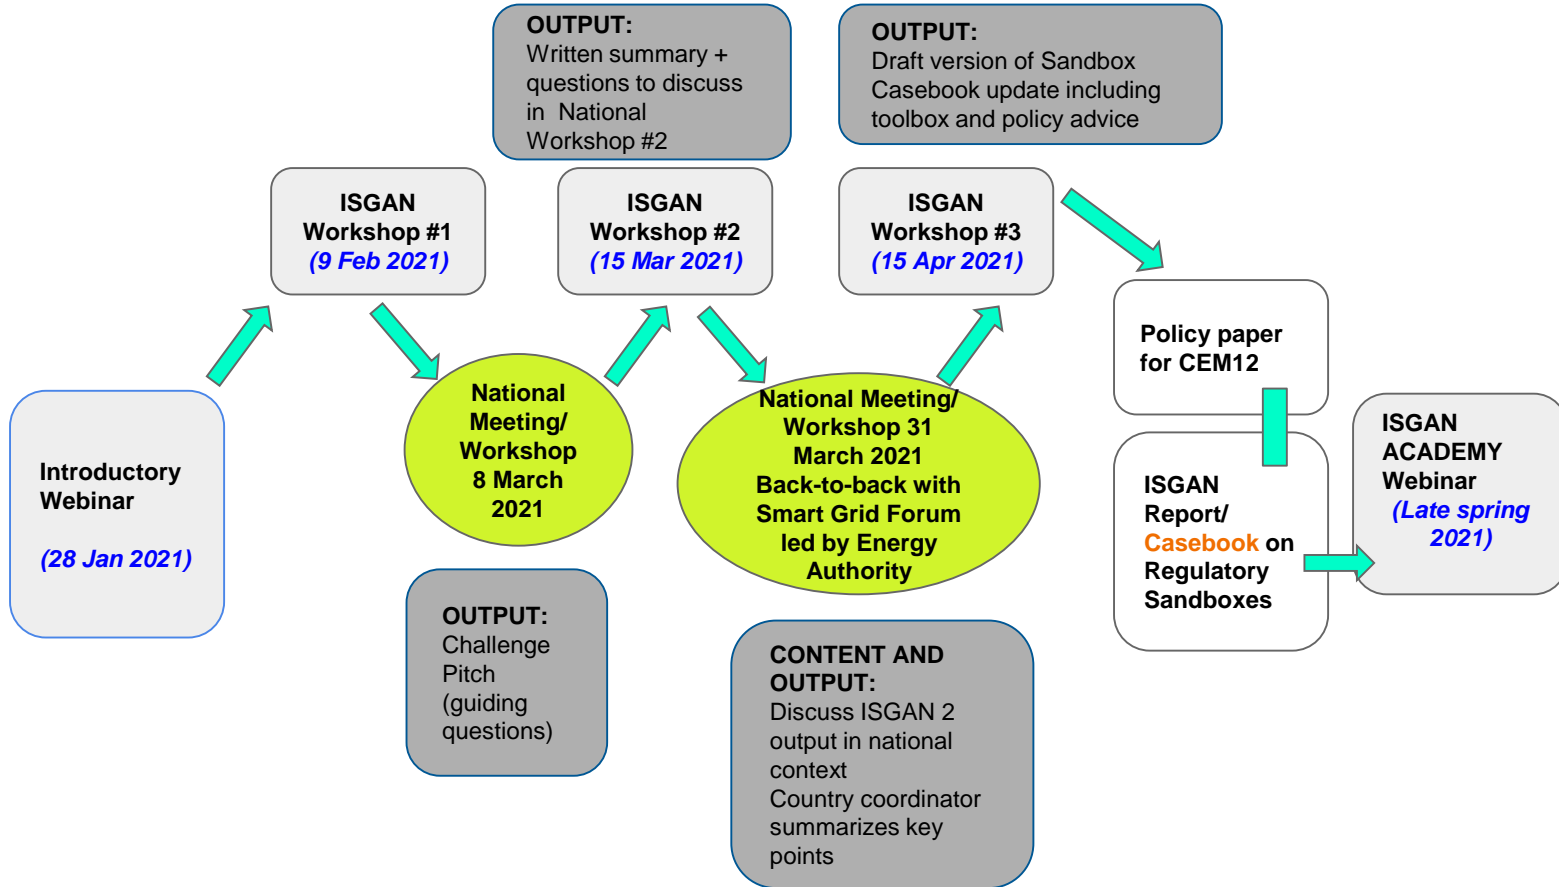 OUTPUT:
Written summary +
questions to discuss
in National
Workshop #2
OUTPUT:
Draft version of Sandbox
Casebook update including
toolbox and policy advice
ISGAN
Workshop #1
(9 Feb 2021)
ISGAN
Workshop #2
(15 Mar 2021)
ISGAN
Workshop #3
(15 Apr 2021)
Introductory
Webinar
(28 Jan 2021)
National
Meeting/
Workshop
8 March
2021
National Meeting/
Workshop 31
March 2021
Back-to-back with
Smart Grid Forum
led by Energy
Authority
Policy paper
for CEM12
ISGAN
Report/
Casebook on
Regulatory
Sandboxes
ISGAN
ACADEMY
Webinar
(Late spring
2021)
OUTPUT:
Challenge
Pitch
(guiding
questions)
CONTENT AND
OUTPUT:
Discuss ISGAN 2
output in national
context
Country coordinator
summarizes key
points